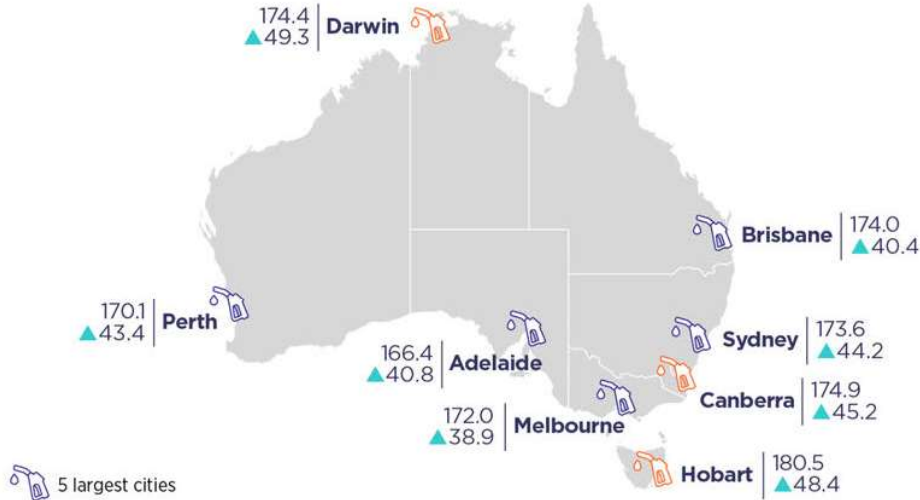 174.4
▲49.3
Darwin
Brisbane
174.0
▲40.4
170.1
▲43.4
Perth
Sydney
173.6
▲44.2
166.4
▲40.8
Adelaide
Canberra
174.9
▲45.2
172.0
▲38.9
Melbourne
Hobart
180.5
▲48.4
5 largest cities